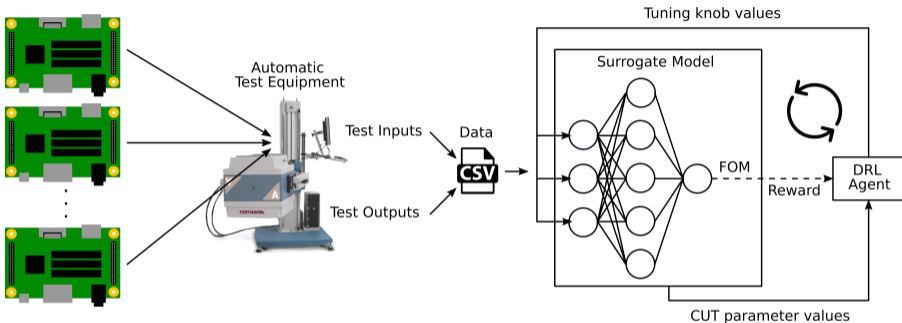 Tuning knob values
Automatic
Test Equipment
Surrogate Model
Test Inputs
Data
CSV
FOM
DRL
Agent
Reward
A
Test Outputs
CUT parameter values